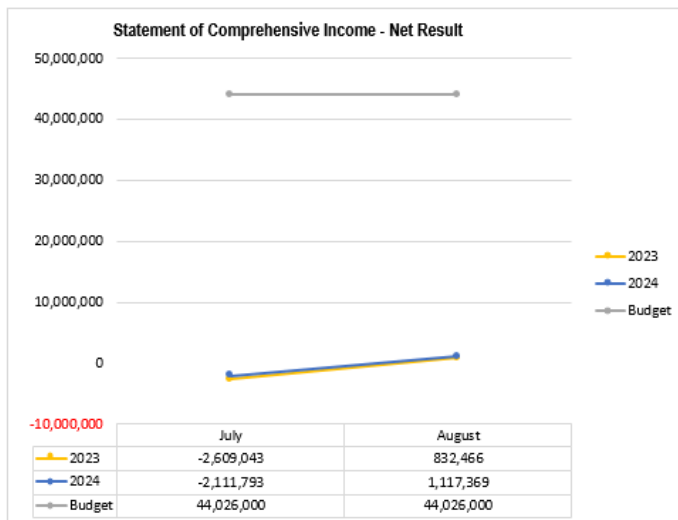 Statement of Comprehensive Income - Net Result
50,000,000
40,000,000
30,000,000
20,000,000
10,000,000
0
-10,000,000
2023
2024
Budget
July August
2023 -2,609,043 832,466
2024 -2,111,793 1,117,369
Budget 44,026,000 44,026,000